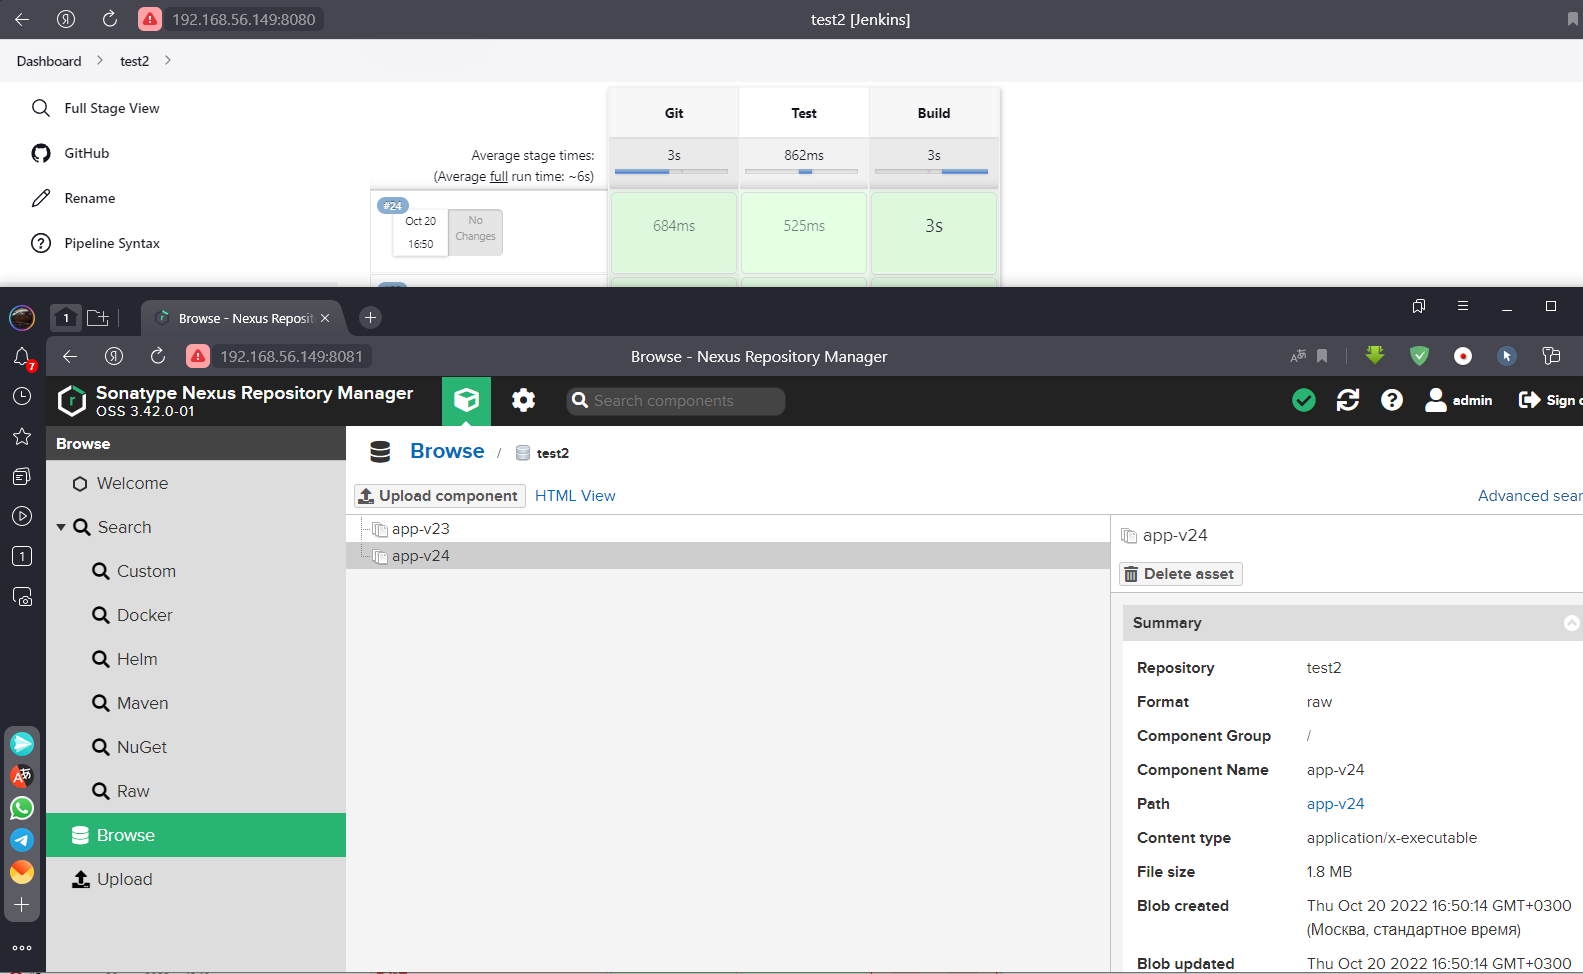 192.168.56.149:8080
test2 [Jenkins]
Dashboard
test2
Full Stage View
GitHub
Rename
Pipeline Syntax
Git
Test
Build
Average stage times:
(Average full run time: ~6s)
3s
862ms
3s
#24
Oct 20
16:50
No
Changes
684ms
525ms
3s
1
Browse - Nexus Reposit
7
192.168.56.149:8081
Browse - Nexus Repository Manager
Sonatype Nexus Repository Manager
OSS 3.42.0-01
Search components
admin
Sign
Browse
Welcome
Search
Custom
Docker
Helm
Maven
NuGet
Raw
Browse
Upload
1
Browse / test2
Upload component
HTML View
Advanced sear
app-v23
app-v24
app-v24
Delete asset
Summary
Repository test2
Format raw
Component Group /
Component Name app-v24
Path app-v24
Content type application/x-executable
File size 1.8 MB
Blob created Thu Oct 20 2022 16:50:14 GMT+0300
(Москва, стандартное время)
Blob updated Thu Oct 20 2022 16:50:14 GMT+0300